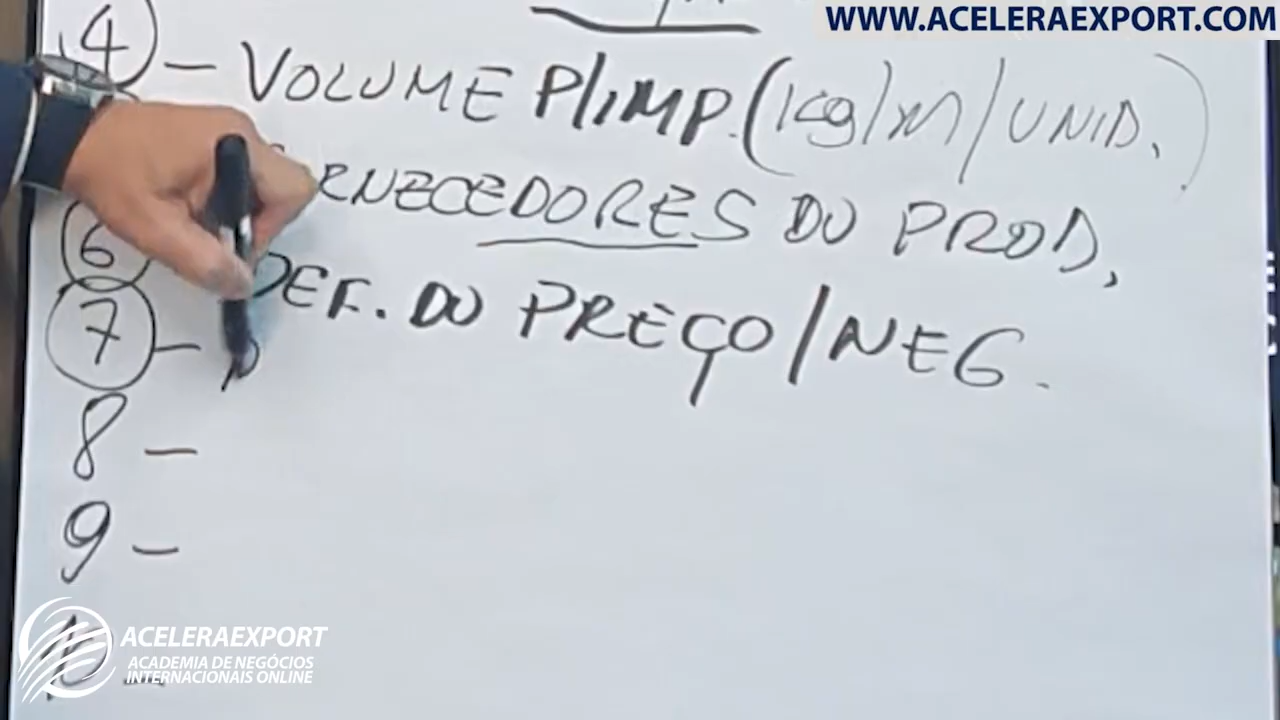 WWW.ACELERAEXPORT.COM
4 - VOLUME P/IMP. (Kg/m/UNID.)
RNECEDORES DO PROD,
6 DEF. DO PREÇO/NEG.
7 -
8 -
9 -
10 -
ACELERAEXPORT
ACADEMIA DE NEGÓCIOS
INTERNACIONAIS ONLINE